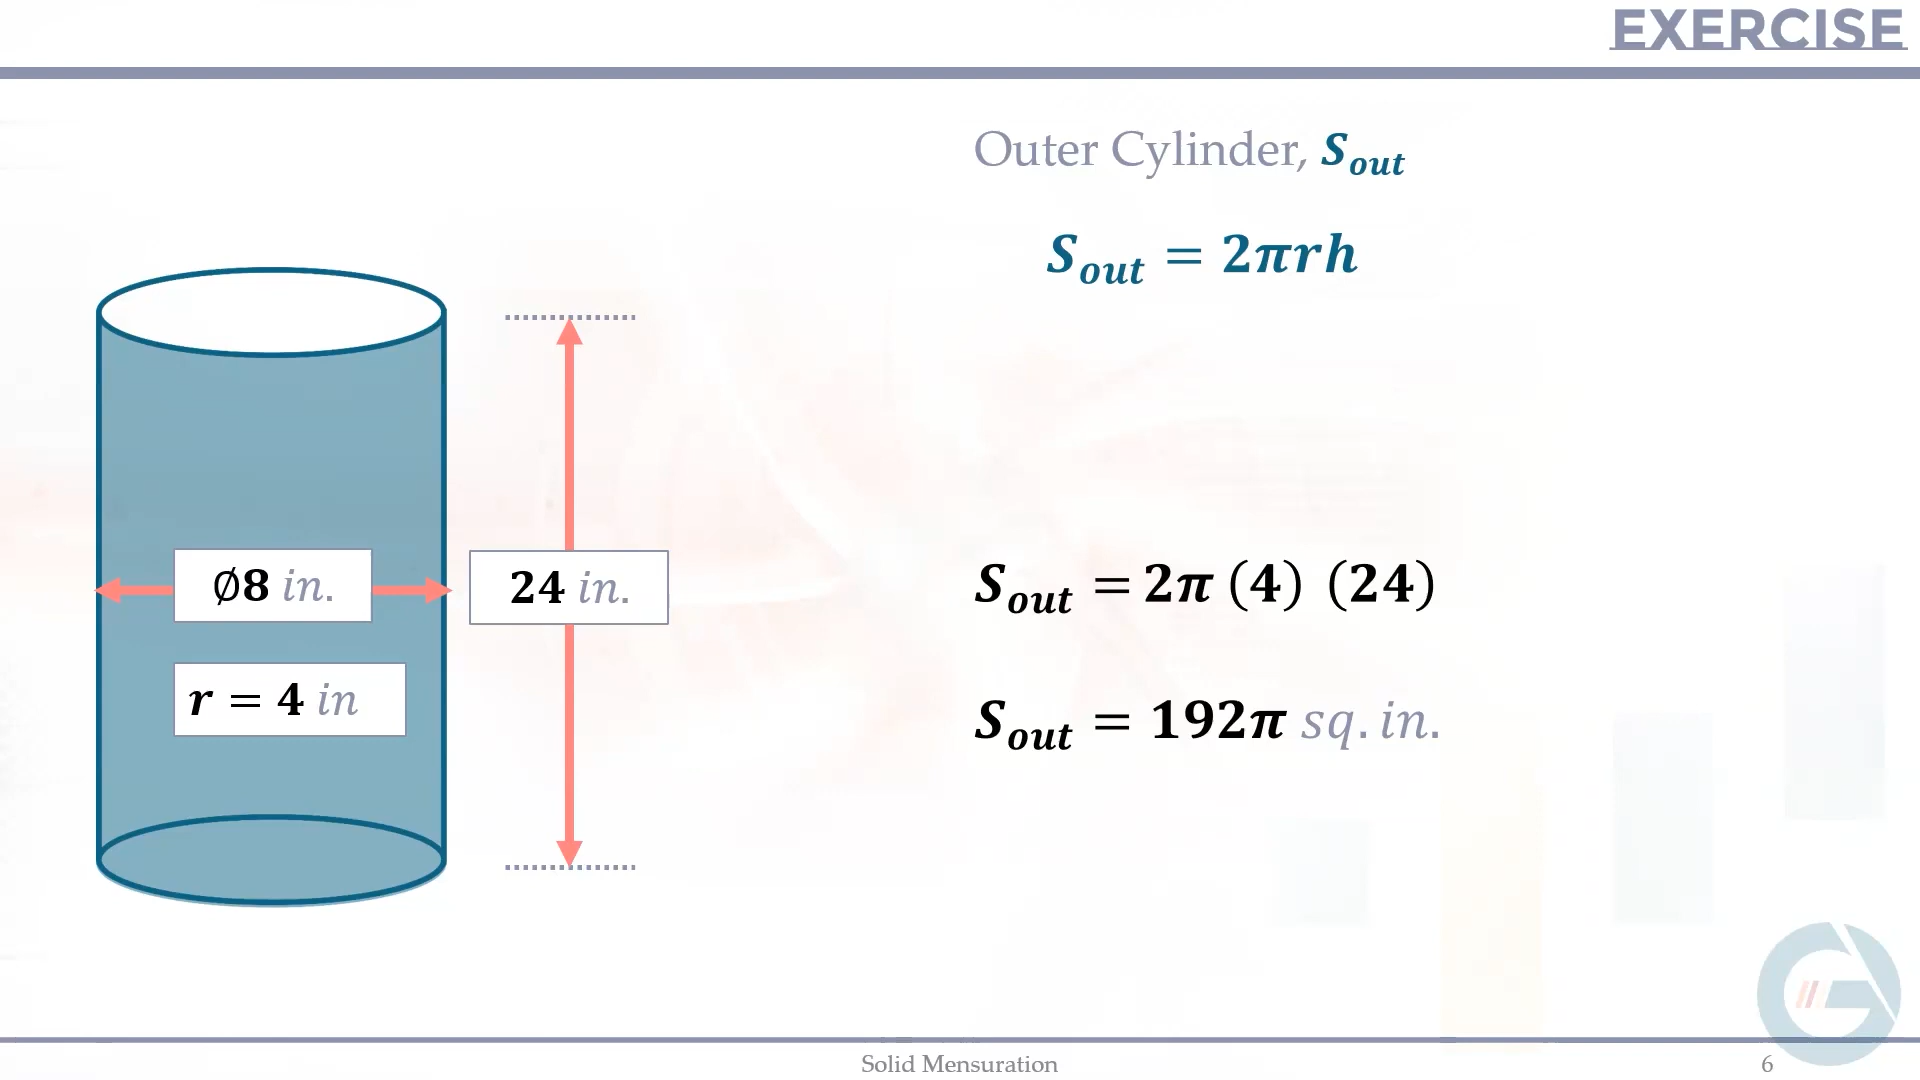 EXERCISE
Outer Cylinder, S_out
S_out = 2πrh
∅8 in.
24 in.
r = 4 in
S_out = 2π (4) (24)
S_out = 192π sq. in.
Solid Mensuration
6